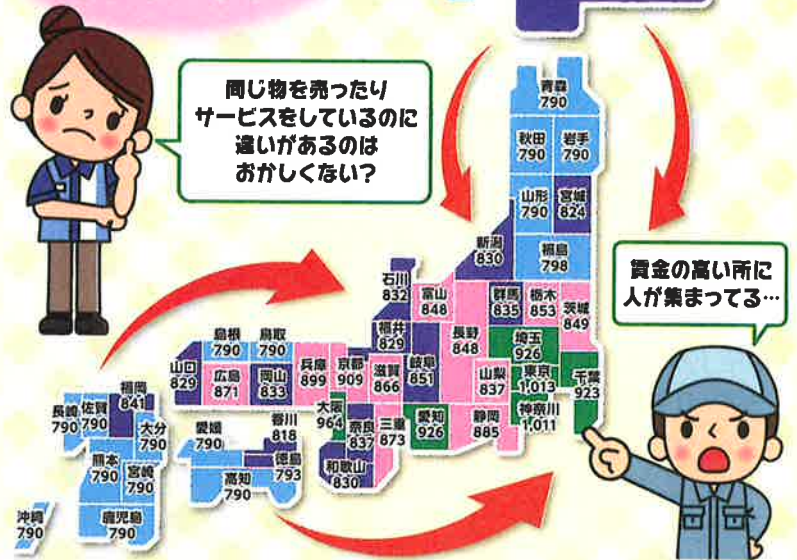 同じ物を売ったり
サービスをしているのに
違いがあるのは
おかしくない?
賃金の高い所に
人が集まってる…
青森
790
秋田
790
岩手
790
山形
790
宮城
824
新潟
830
福島
798
石川
832
富山
848
群馬
835
栃木
853
茨城
849
福井
829
長野
848
埼玉
926
島根
790
鳥取
790
兵庫
899
京都
909
滋賀
866
岐阜
851
山梨
837
東京
1,013
千葉
923
山口
829
広島
871
岡山
833
大阪
964
奈良
837
三重
873
愛知
926
静岡
885
神奈川
1,011
和歌山
830
福岡
841
長崎
790
佐賀
790
大分
790
熊本
790
宮崎
790
鹿児島
790
沖縄
790
愛媛
790
香川
818
高知
790
徳島
793